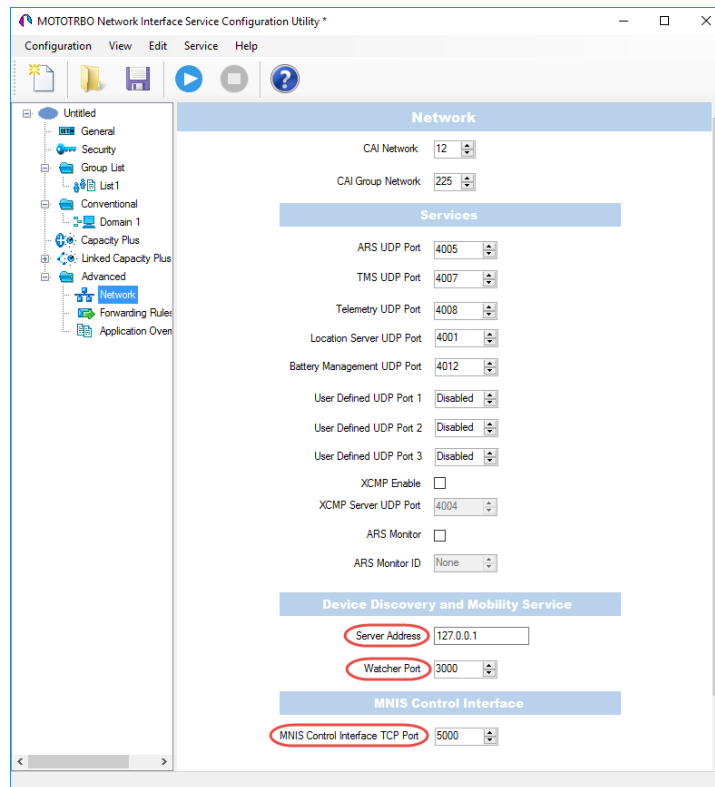 MOTOTRBO Network Interface Service Configuration Utility *
Configuration View Edit Service Help
Untitled
General
Security
Group List
List1
Conventional
Domain 1
Capacity Plus
Linked Capacity Plus
Advanced
Network
Forwarding Rules
Application Overr
Network
CAI Network 12
CAI Group Network 225
Services
ARS UDP Port 4005
TMS UDP Port 4007
Telemetry UDP Port 4008
Location Server UDP Port 4001
Battery Management UDP Port 4012
User Defined UDP Port 1 Disabled
User Defined UDP Port 2 Disabled
User Defined UDP Port 3 Disabled
XCMP Enable
XCMP Server UDP Port 4004
ARS Monitor
ARS Monitor ID None
Device Discovery and Mobility Service
Server Address 127.0.0.1
Watcher Port 3000
MNIS Control Interface
MNIS Control Interface TCP Port 5000